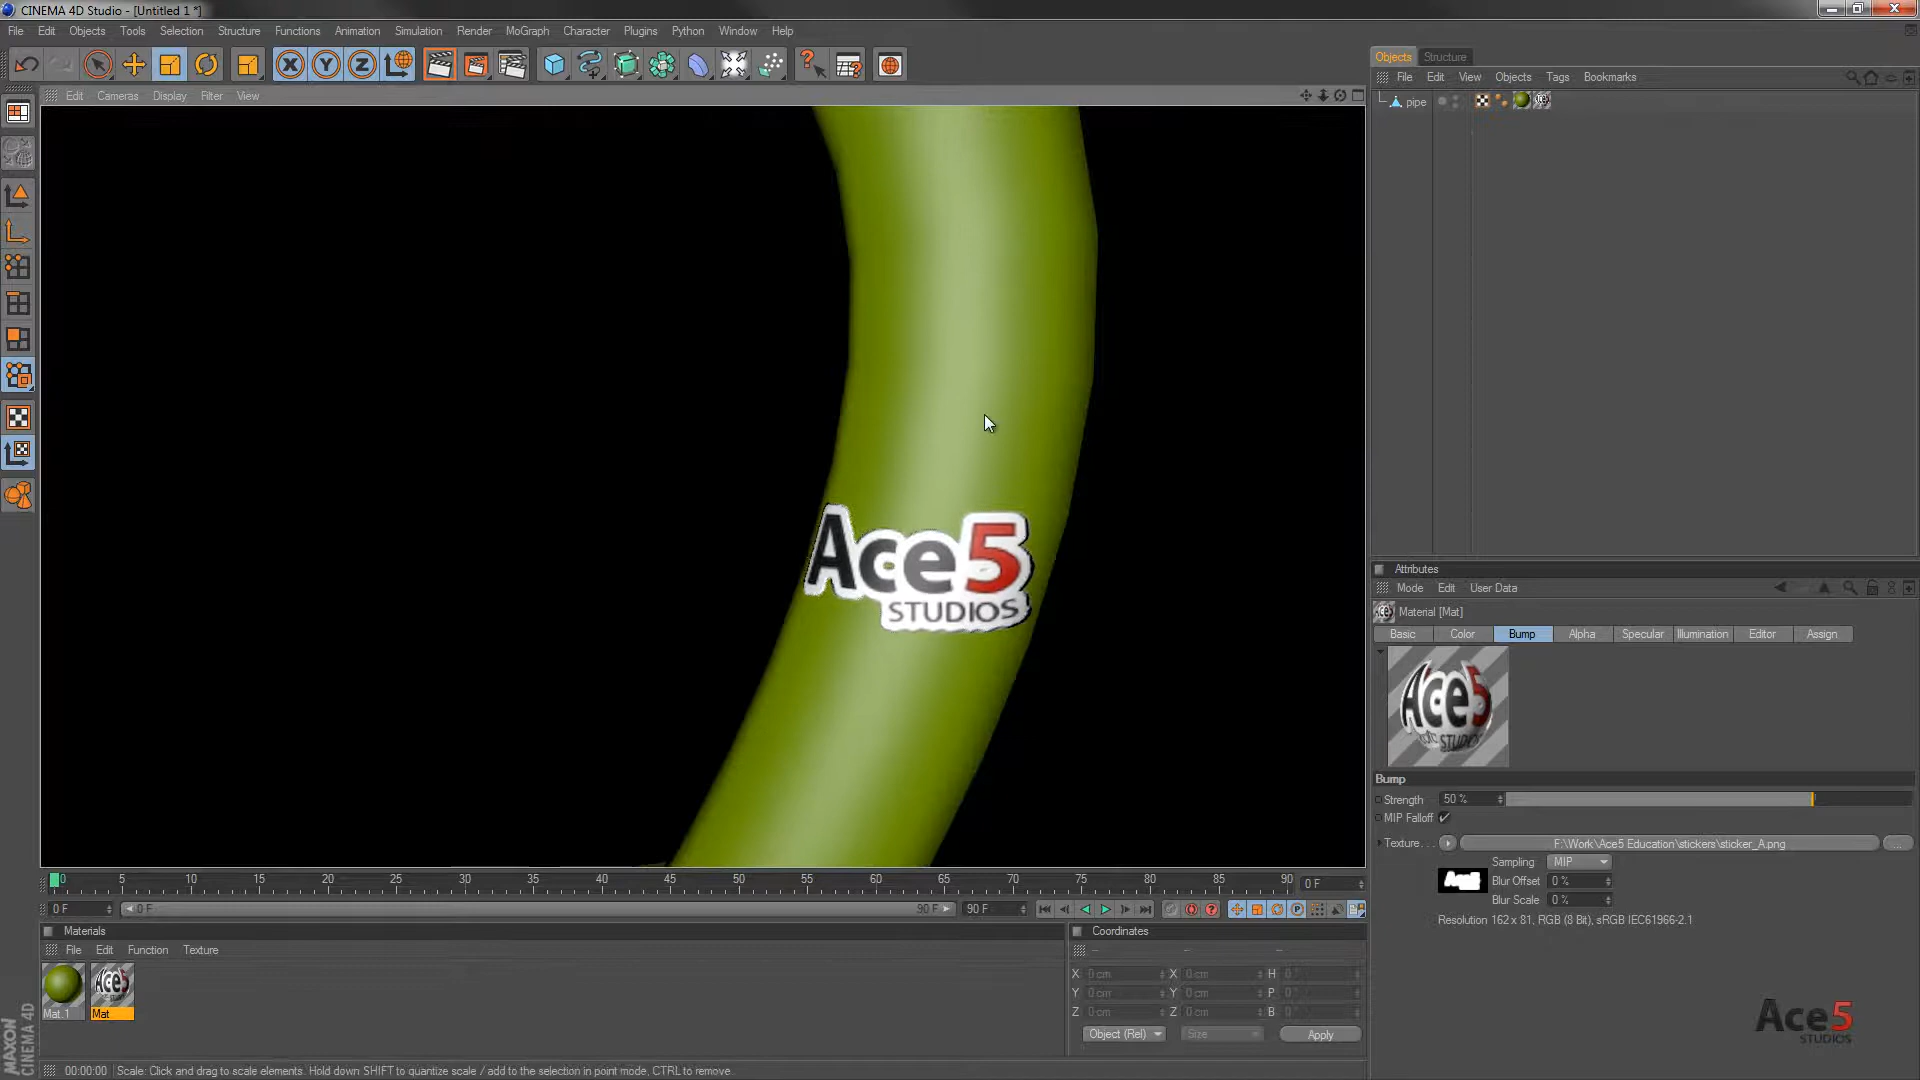 CINEMA 4D Studio - [Untitled 1 *]
File Edit Objects Tools Selection Structure Functions Animation Simulation Render MoGraph Character Plugins Python Window Help
Edit Cameras Display Filter View
Objects Structure
File Edit View Objects Tags Bookmarks
pipe
Ace5
STUDIOS
Attributes
Mode Edit User Data
Material [Mat]
Basic Color Bump Alpha Specular Illumination Editor Assign
Bump
Strength 50 %
MIP Falloff
Texture. . . F:\Work\Ace5 Education\stickers\sticker_A.png ...
Sampling MIP
Blur Offset 0 %
Blur Scale 0 %
Resolution 162 x 81, RGB (8 Bit), sRGB IEC61966-2.1
0 5 10 15 20 25 30 35 40 45 50 55 60 65 70 75 80 85 90 0 F
0 F 0 F 90 F 90 F
Materials
File Edit Function Texture
Mat.1 Mat
Coordinates
X 0 cm X 0 cm H 0 °
Y 0 cm Y 0 cm P 0 °
Z 0 cm Z 0 cm B 0 °
Object (Rel) Size Apply
MAXON
CINEMA 4D
00:00:00 Scale: Click and drag to scale elements. Hold down SHIFT to quantize scale / add to the selection in point mode, CTRL to remove.
Ace5
STUDIOS